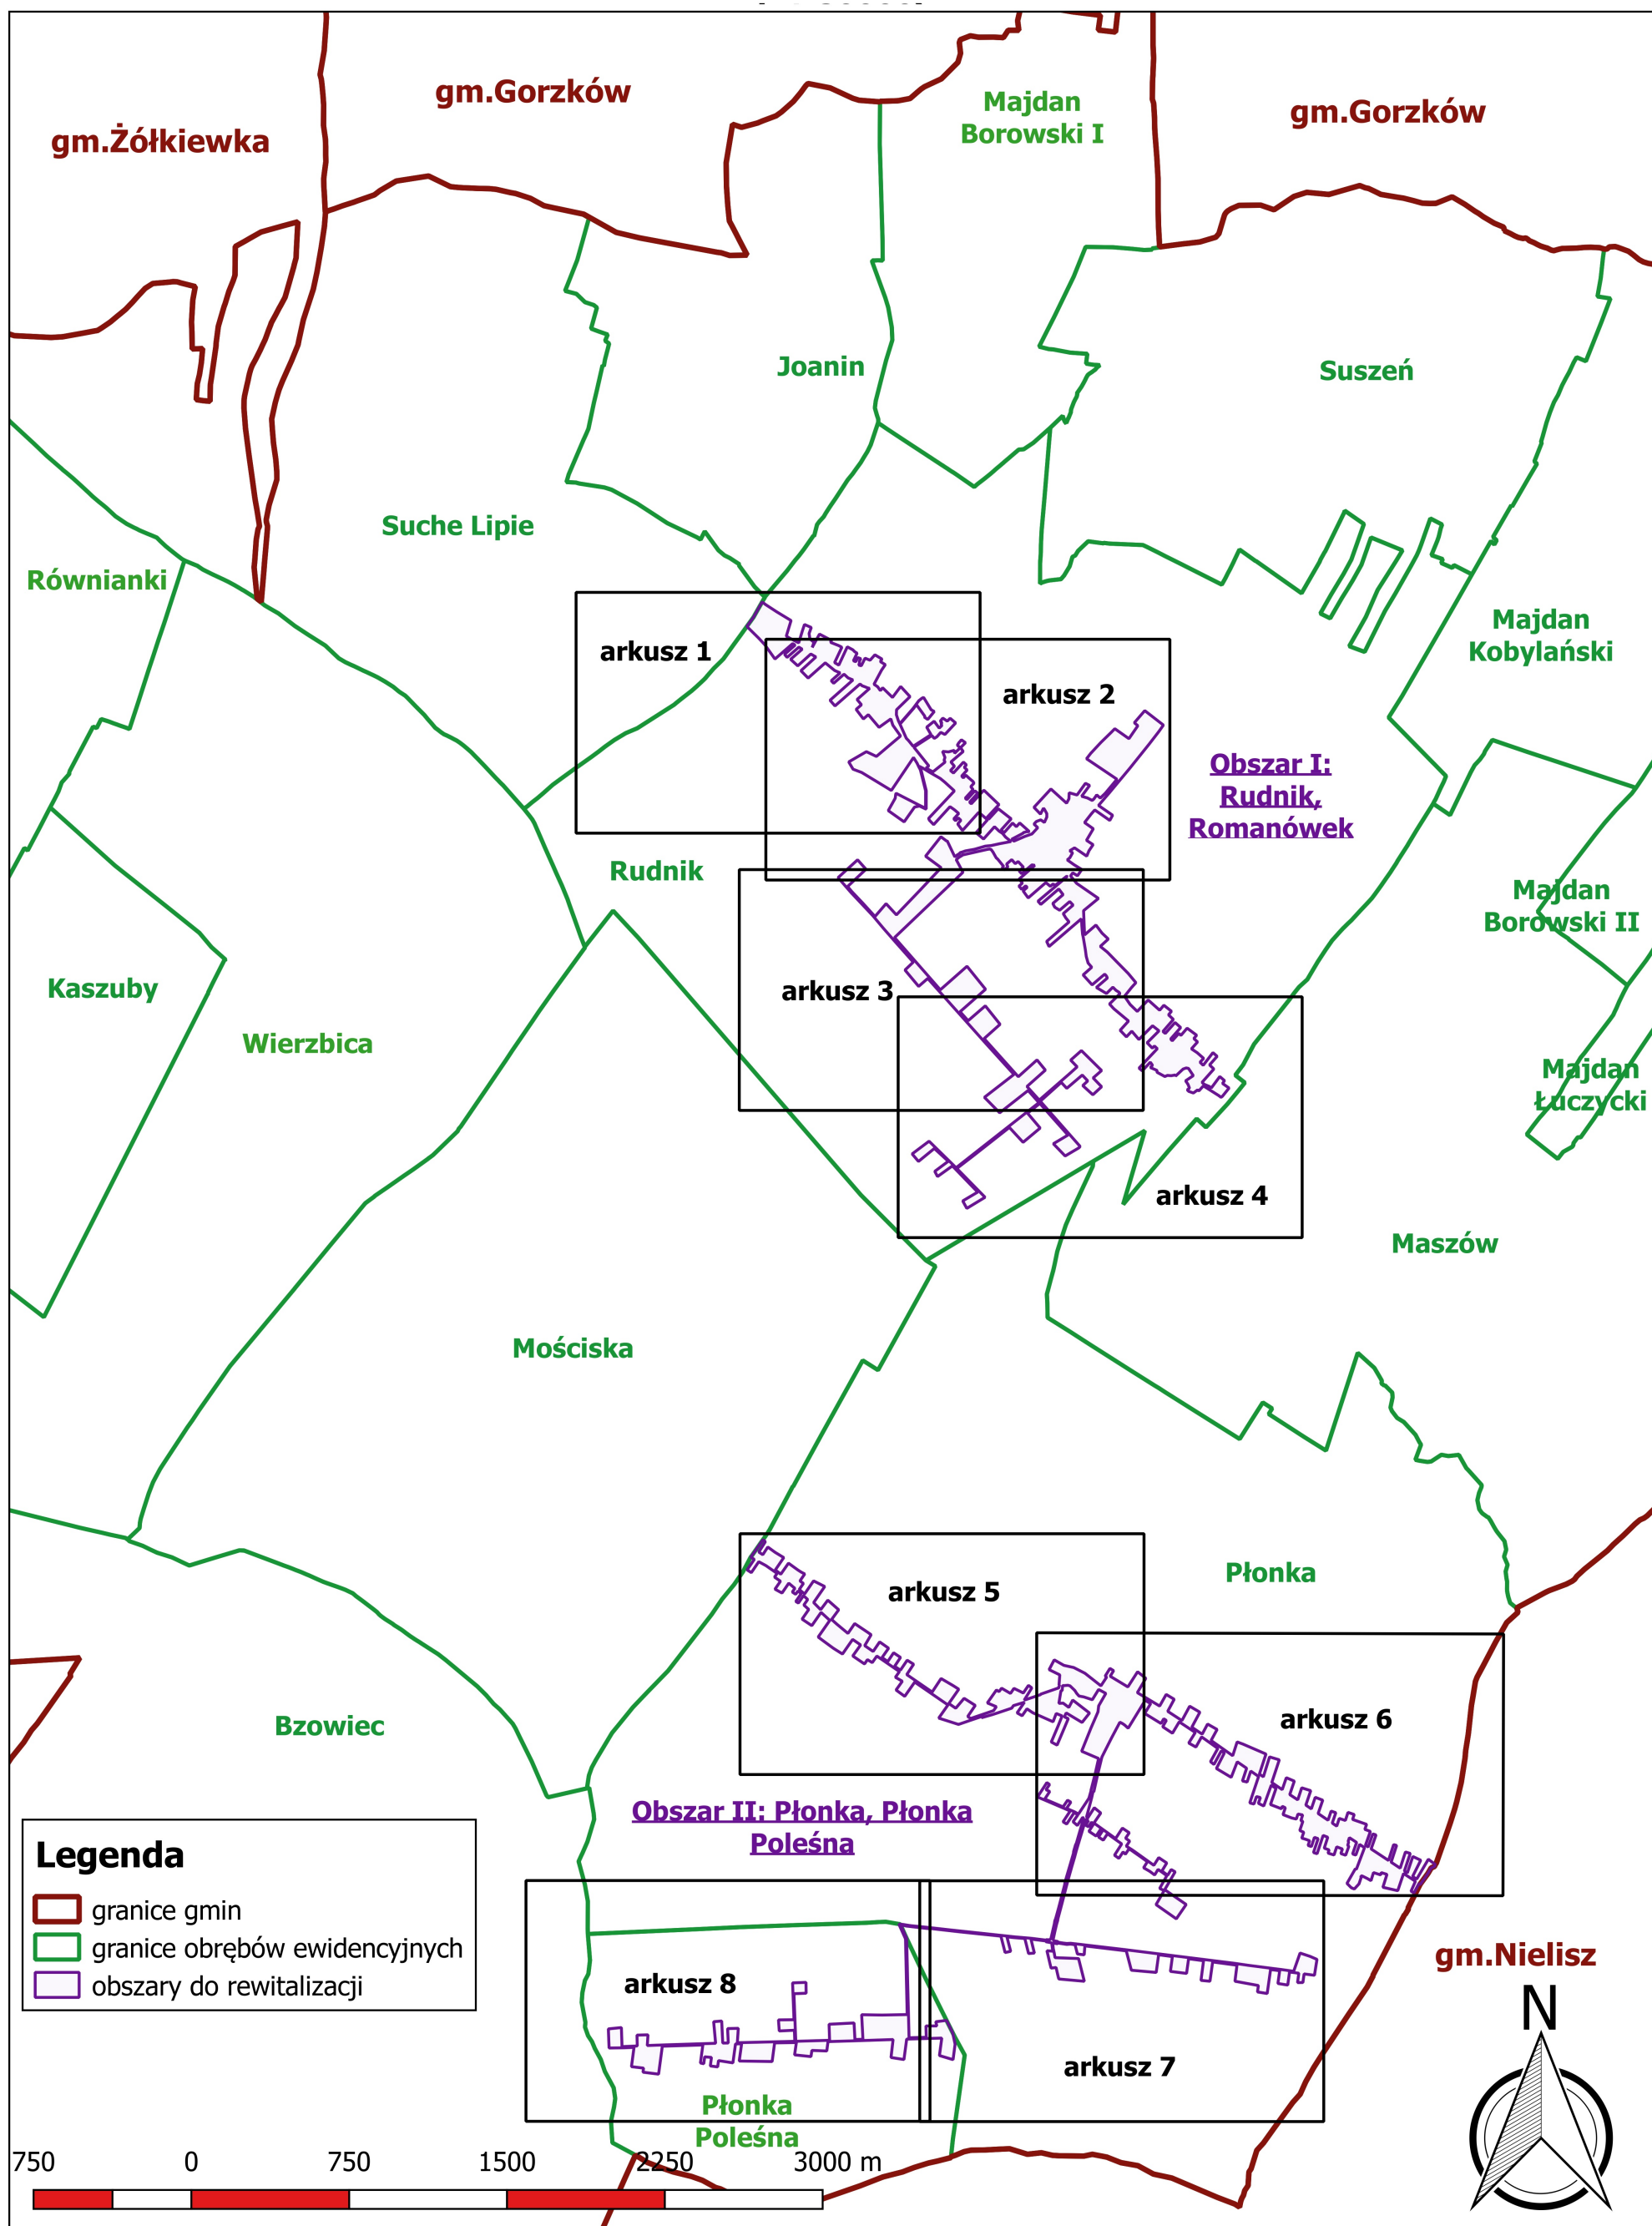 gm.Gorzków
Majdan
Borowski I
gm.Gorzków
gm.Żółkiewka
Joanin
Suszeń
Suche Lipie
Równianki
Majdan
Kobylański
arkusz 1
arkusz 2
Obszar I:
Rudnik,
Romanówek
Rudnik
Majdan
Borowski II
Kaszuby
arkusz 3
Wierzbica
Majdan
Łuczycki
arkusz 4
Maszów
Mościska
Płonka
arkusz 5
arkusz 6
Bzowiec
Obszar II: Płonka, Płonka
Poleśna
Legenda
granice gmin
granice obrębów ewidencyjnych
obszary do rewitalizacji
gm.Nielisz
arkusz 8
N
arkusz 7
Płonka
Poleśna
750 0 750 1500 2250 3000 m